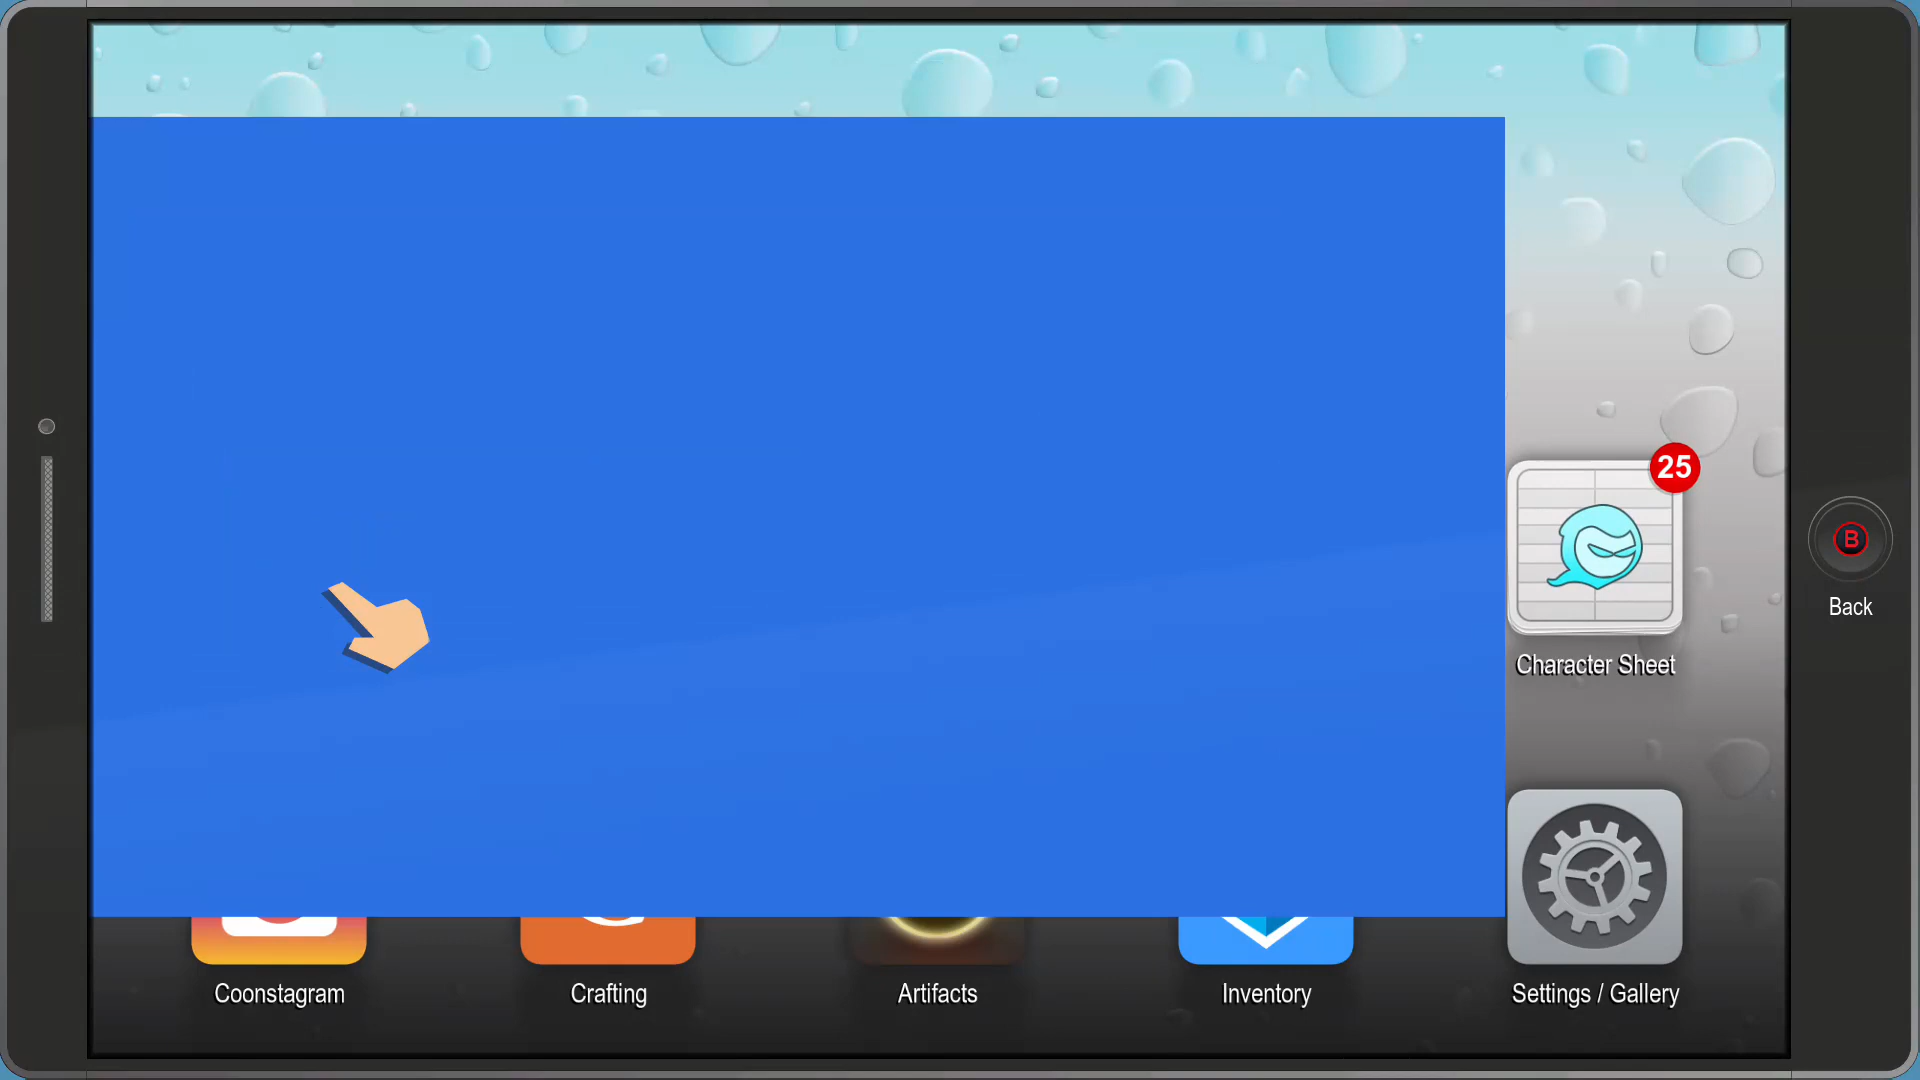 25
B
Character Sheet
Back
Coonstagram
Crafting
Artifacts
Inventory
Settings / Gallery